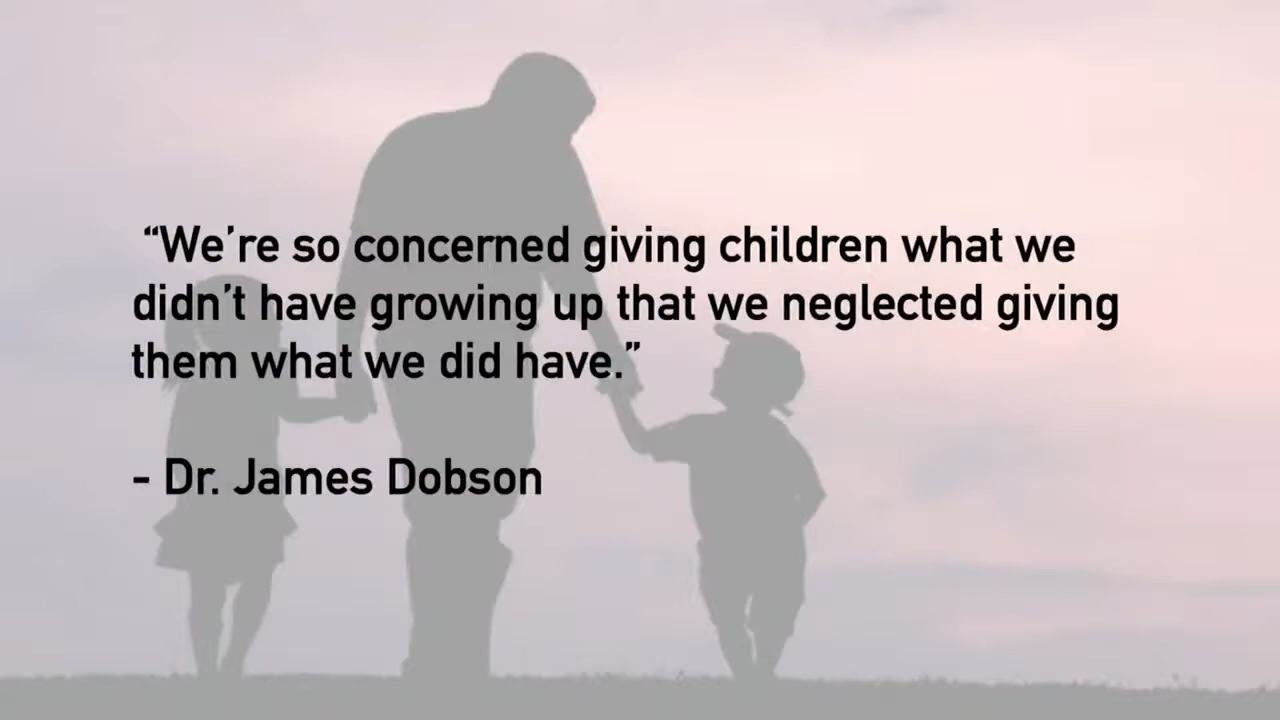 “We’re so concerned giving children what we
didn’t have growing up that we neglected giving
them what we did have.”
- Dr. James Dobson